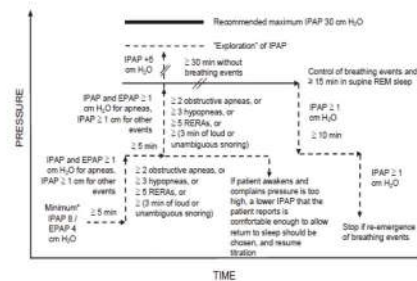 Recommended maximum IPAP 30 cm H₂O
"Exploration" of IPAP
IPAP +5
cm H₂O
≥ 30 min without
breathing events
Control of breathing events and
≥ 15 min in supine REM sleep
IPAP and EPAP ≥ 1
cm H₂O for apneas,
IPAP ≥ 1 cm for other
events
≥ 5 min
≥ 2 obstructive apneas, or
≥ 3 hypopneas, or
≥ 5 RERAs, or
≥ (3 min of loud or
unambiguous snoring)
IPAP ≥ 1
cm H₂O
≥ 10 min
IPAP and EPAP ≥ 1
cm H₂O for apneas,
IPAP ≥ 1 cm for other
events
≥ 5 min
≥ 2 obstructive apneas, or
≥ 3 hypopneas, or
≥ 5 RERAs, or
≥ (3 min of loud or
unambiguous snoring)
If patient awakens and
complains pressure is too
high, a lower IPAP that the
patient reports is
comfortable enough to allow
return to sleep should be
chosen, and resume
titration
IPAP ≥ 1
cm H₂O
Stop if re-emergence
of breathing events
Minimum*
IPAP 8 /
EPAP 4
cm H₂O
PRESSURE
TIME